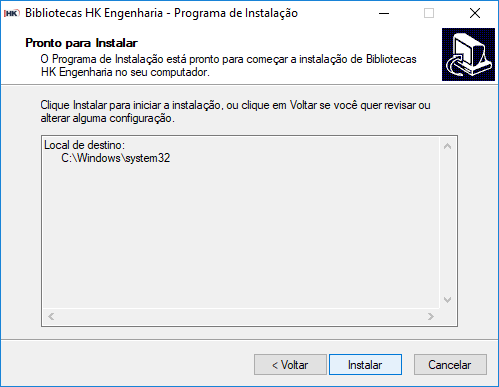 HK Bibliotecas HK Engenharia - Programa de Instalação
Pronto para Instalar
O Programa de Instalação está pronto para começar a instalação de Bibliotecas
HK Engenharia no seu computador.
Clique Instalar para iniciar a instalação, ou clique em Voltar se você quer revisar ou
alterar alguma configuração.
Local de destino:
C:\Windows\system32
< Voltar
Instalar
Cancelar